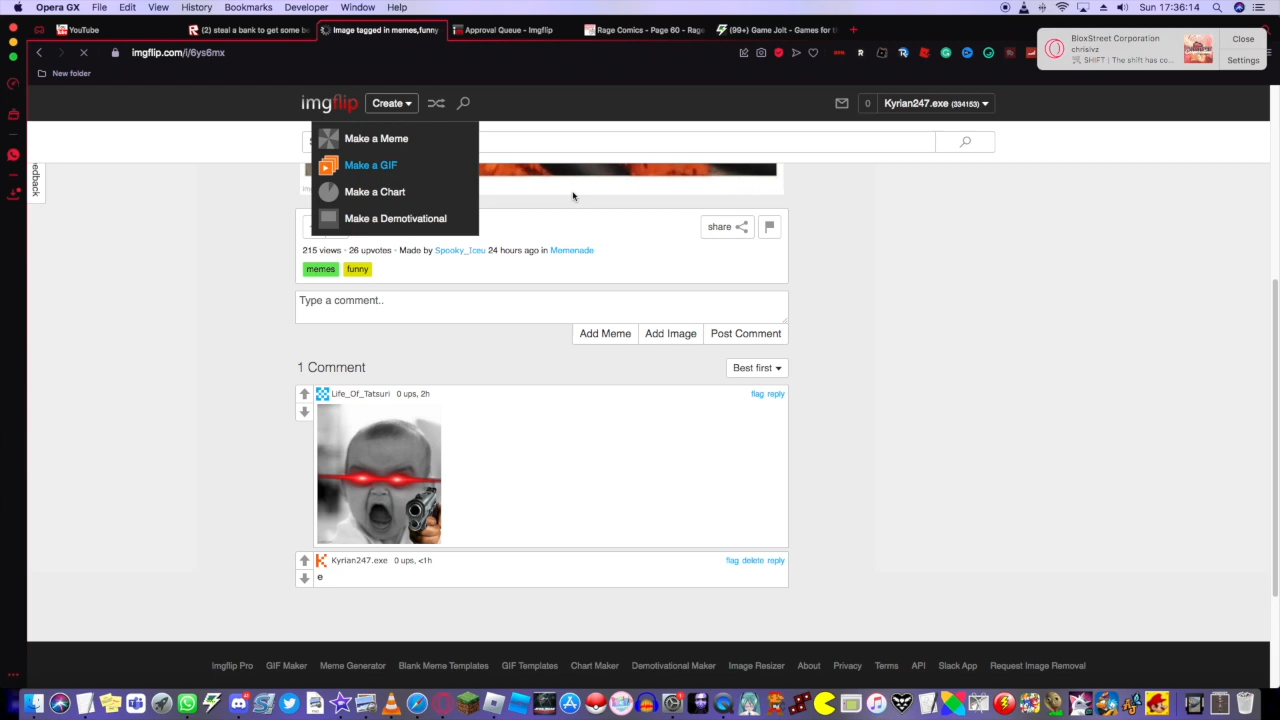 Opera GX File Edit View History Bookmarks Developer Window Help Wed 7 Sep 5:36:14
YouTube
(2) steal a bank to get some bo
Image tagged in memes,funny
Approval Queue - Imgflip
Rage Comics - Page 60 - Rage
(99+) Game Jolt - Games for t
imgflip.com/i/6ys6mx
BloxStreet Corporation
chrisivz
SHIFT | The shift has co...
Close
Settings
New folder
imgflip
Create
0
Kyrian247.exe (334153)
Make a Meme
Make a GIF
Make a Chart
Make a Demotivational
edback
share
215 views • 26 upvotes • Made by Spooky_Iceu 24 hours ago in Memenade
memes funny
Type a comment..
Add Meme Add Image Post Comment
1 Comment
Best first
Life_Of_Tatsuri 0 ups, 2h
flag reply
Kyrian247.exe 0 ups, <1h
flag delete reply
e
Imgflip Pro GIF Maker Meme Generator Blank Meme Templates GIF Templates Chart Maker Demotivational Maker Image Resizer About Privacy Terms API Slack App Request Image Removal